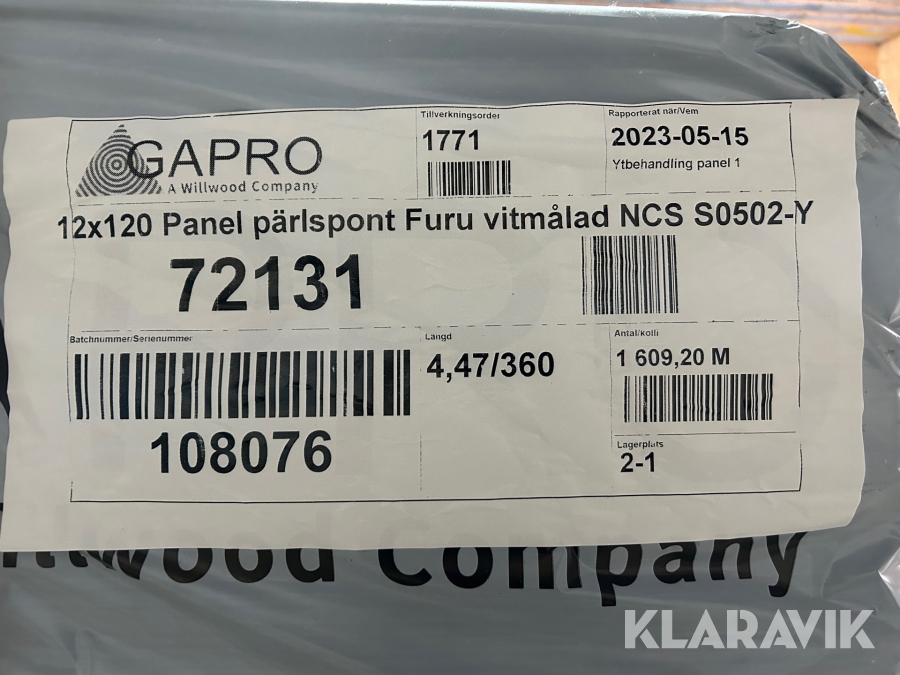 GAPRO
A Willwood Company
Tillverkningsorder
1771
Rapporterat när/Vem
2023-05-15
Ytbehandling panel 1
12x120 Panel pärlspont Furu vitmålad NCS S0502-Y
72131
Batchnummer/Serienummer
108076
Längd
4,47/360
Antal/kolli
1 609,20 M
Lagerplats
2-1
Willwood Company
KLARAVIK